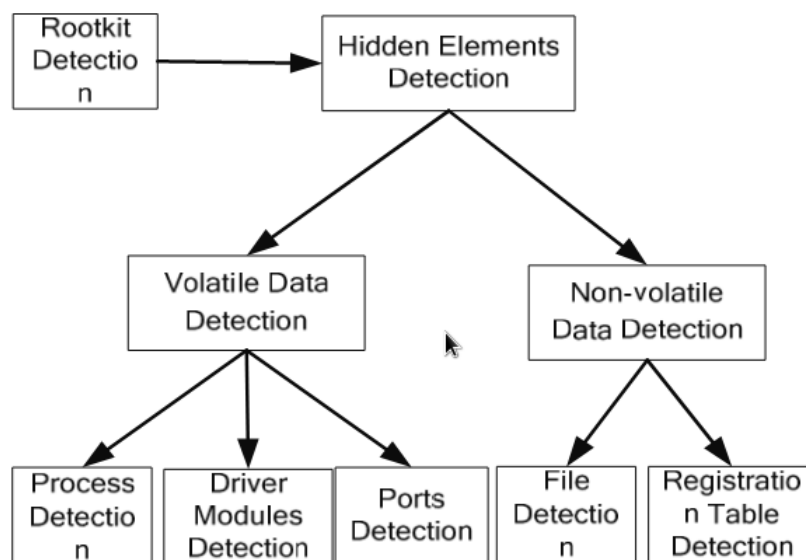 Rootkit
Detectio
n
Hidden Elements
Detection
Volatile Data
Detection
Non-volatile
Data Detection
Process
Detectio
n
Driver
Modules
Detection
Ports
Detection
File
Detectio
n
Registratio
n Table
Detection